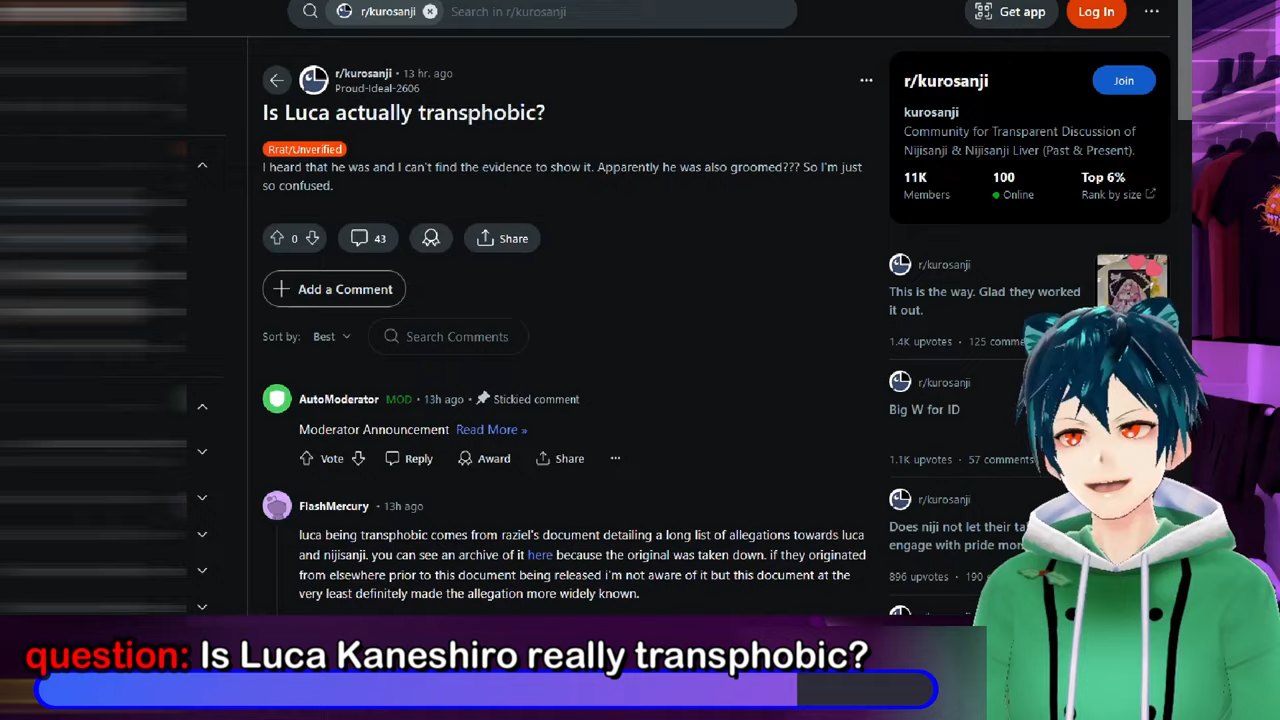 r/kurosanji
Search in r/kurosanji
Get app
Log In
r/kurosanji • 13 hr. ago
Proud-Ideal-2606
Is Luca actually transphobic?
Rrat/Unverified
I heard that he was and I can't find the evidence to show it. Apparently he was also groomed??? So I'm just
so confused.
0
43
Share
Add a Comment
Sort by: Best
Search Comments
AutoModerator MOD • 13h ago • Stickied comment
Moderator Announcement Read More »
Vote
Reply
Award
Share
FlashMercury • 13h ago
luca being transphobic comes from raziel's document detailing a long list of allegations towards luca
and nijisanji. you can see an archive of it here because the original was taken down. if they originated
from elsewhere prior to this document being released i'm not aware of it but this document at the
very least definitely made the allegation more widely known.
r/kurosanji
Join
kurosanji
Community for Transparent Discussion of
Nijisanji & Nijisanji Liver (Past & Present).
11K 100 Top 6%
Members Online Rank by size
r/kurosanji
This is the way. Glad they worked
it out.
1.4K upvotes • 125 comme
r/kurosanji
Big W for ID
1.1K upvotes • 57 comments
r/kurosanji
Does niji not let their ta
engage with pride mon
896 upvotes • 190
question: Is Luca Kaneshiro really transphobic?